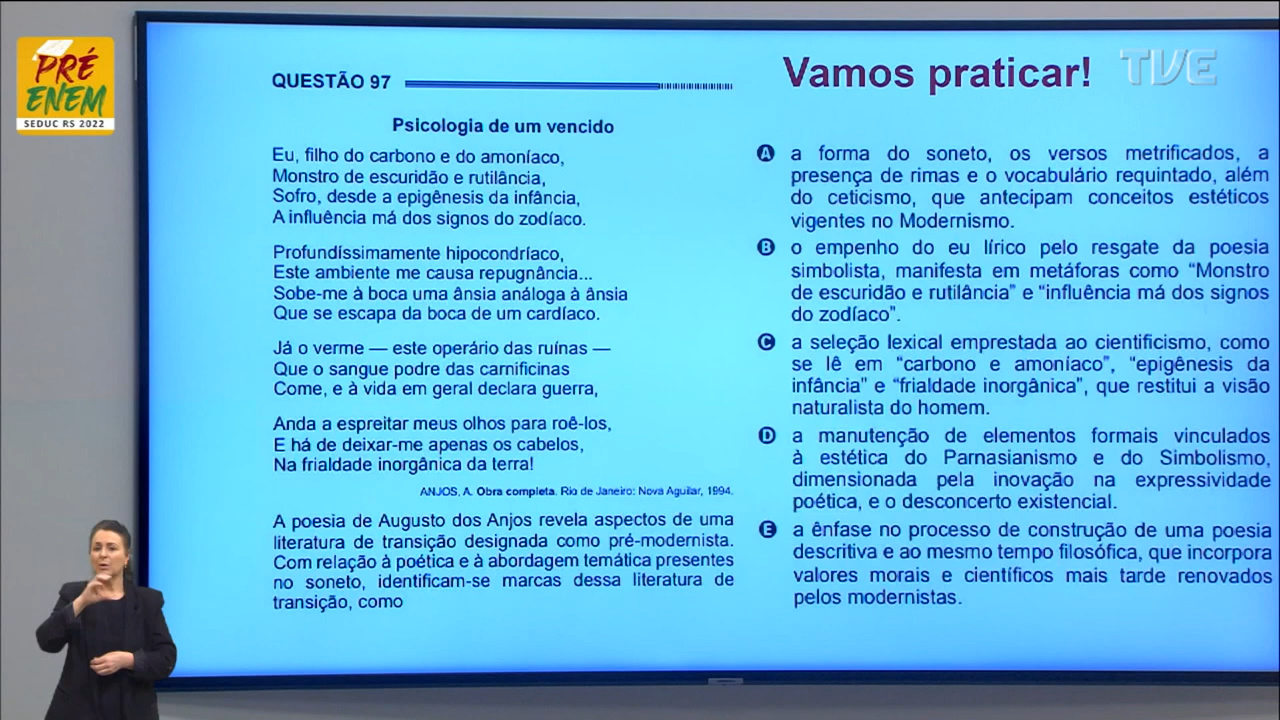 PRÉ
ENEM
SEDUC RS 2022
TVE
Vamos praticar!
QUESTÃO 97
Psicologia de um vencido
Eu, filho do carbono e do amoníaco,
Monstro de escuridão e rutilância,
Sofro, desde a epigênesis da infância,
A influência má dos signos do zodíaco.
Profundíssimamente hipocondríaco,
Este ambiente me causa repugnância...
Sobe-me à boca uma ânsia análoga à ânsia
Que se escapa da boca de um cardíaco.
Já o verme — este operário das ruínas —
Que o sangue podre das carnificinas
Come, e à vida em geral declara guerra,
Anda a espreitar meus olhos para roê-los,
E há de deixar-me apenas os cabelos,
Na frialdade inorgânica da terra!
ANJOS, A. Obra completa. Rio de Janeiro: Nova Aguilar, 1994.
A poesia de Augusto dos Anjos revela aspectos de uma
literatura de transição designada como pré-modernista.
Com relação à poética e à abordagem temática presentes
no soneto, identificam-se marcas dessa literatura de
transição, como
A a forma do soneto, os versos metrificados, a
presença de rimas e o vocabulário requintado, além
do ceticismo, que antecipam conceitos estéticos
vigentes no Modernismo.
B o empenho do eu lírico pelo resgate da poesia
simbolista, manifesta em metáforas como “Monstro
de escuridão e rutilância” e “influência má dos signos
do zodíaco”.
C a seleção lexical emprestada ao cientificismo, como
se lê em “carbono e amoníaco”, “epigênesis da
infância” e “frialdade inorgânica”, que restitui a visão
naturalista do homem.
D a manutenção de elementos formais vinculados
à estética do Parnasianismo e do Simbolismo,
dimensionada pela inovação na expressividade
poética, e o desconcerto existencial.
E a ênfase no processo de construção de uma poesia
descritiva e ao mesmo tempo filosófica, que incorpora
valores morais e científicos mais tarde renovados
pelos modernistas.